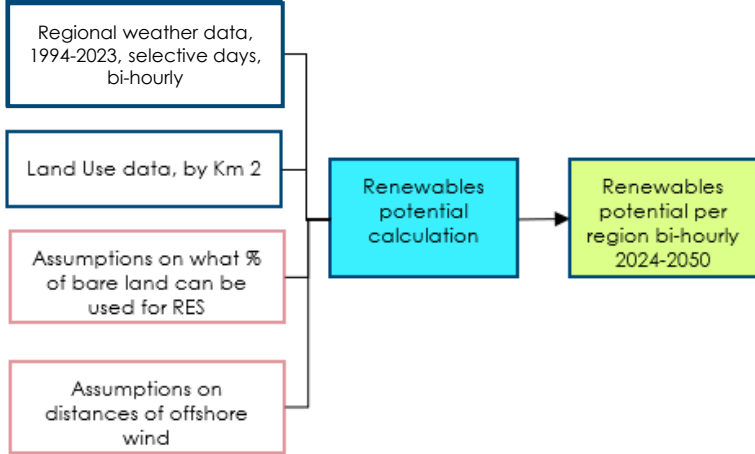 Regional weather data,
1994-2023, selective days,
bi-hourly
Land Use data, by Km 2
Assumptions on what %
of bare land can be
used for RES
Assumptions on
distances of offshore
wind
Renewables
potential
calculation
Renewables
potential per
region bi-hourly
2024-2050